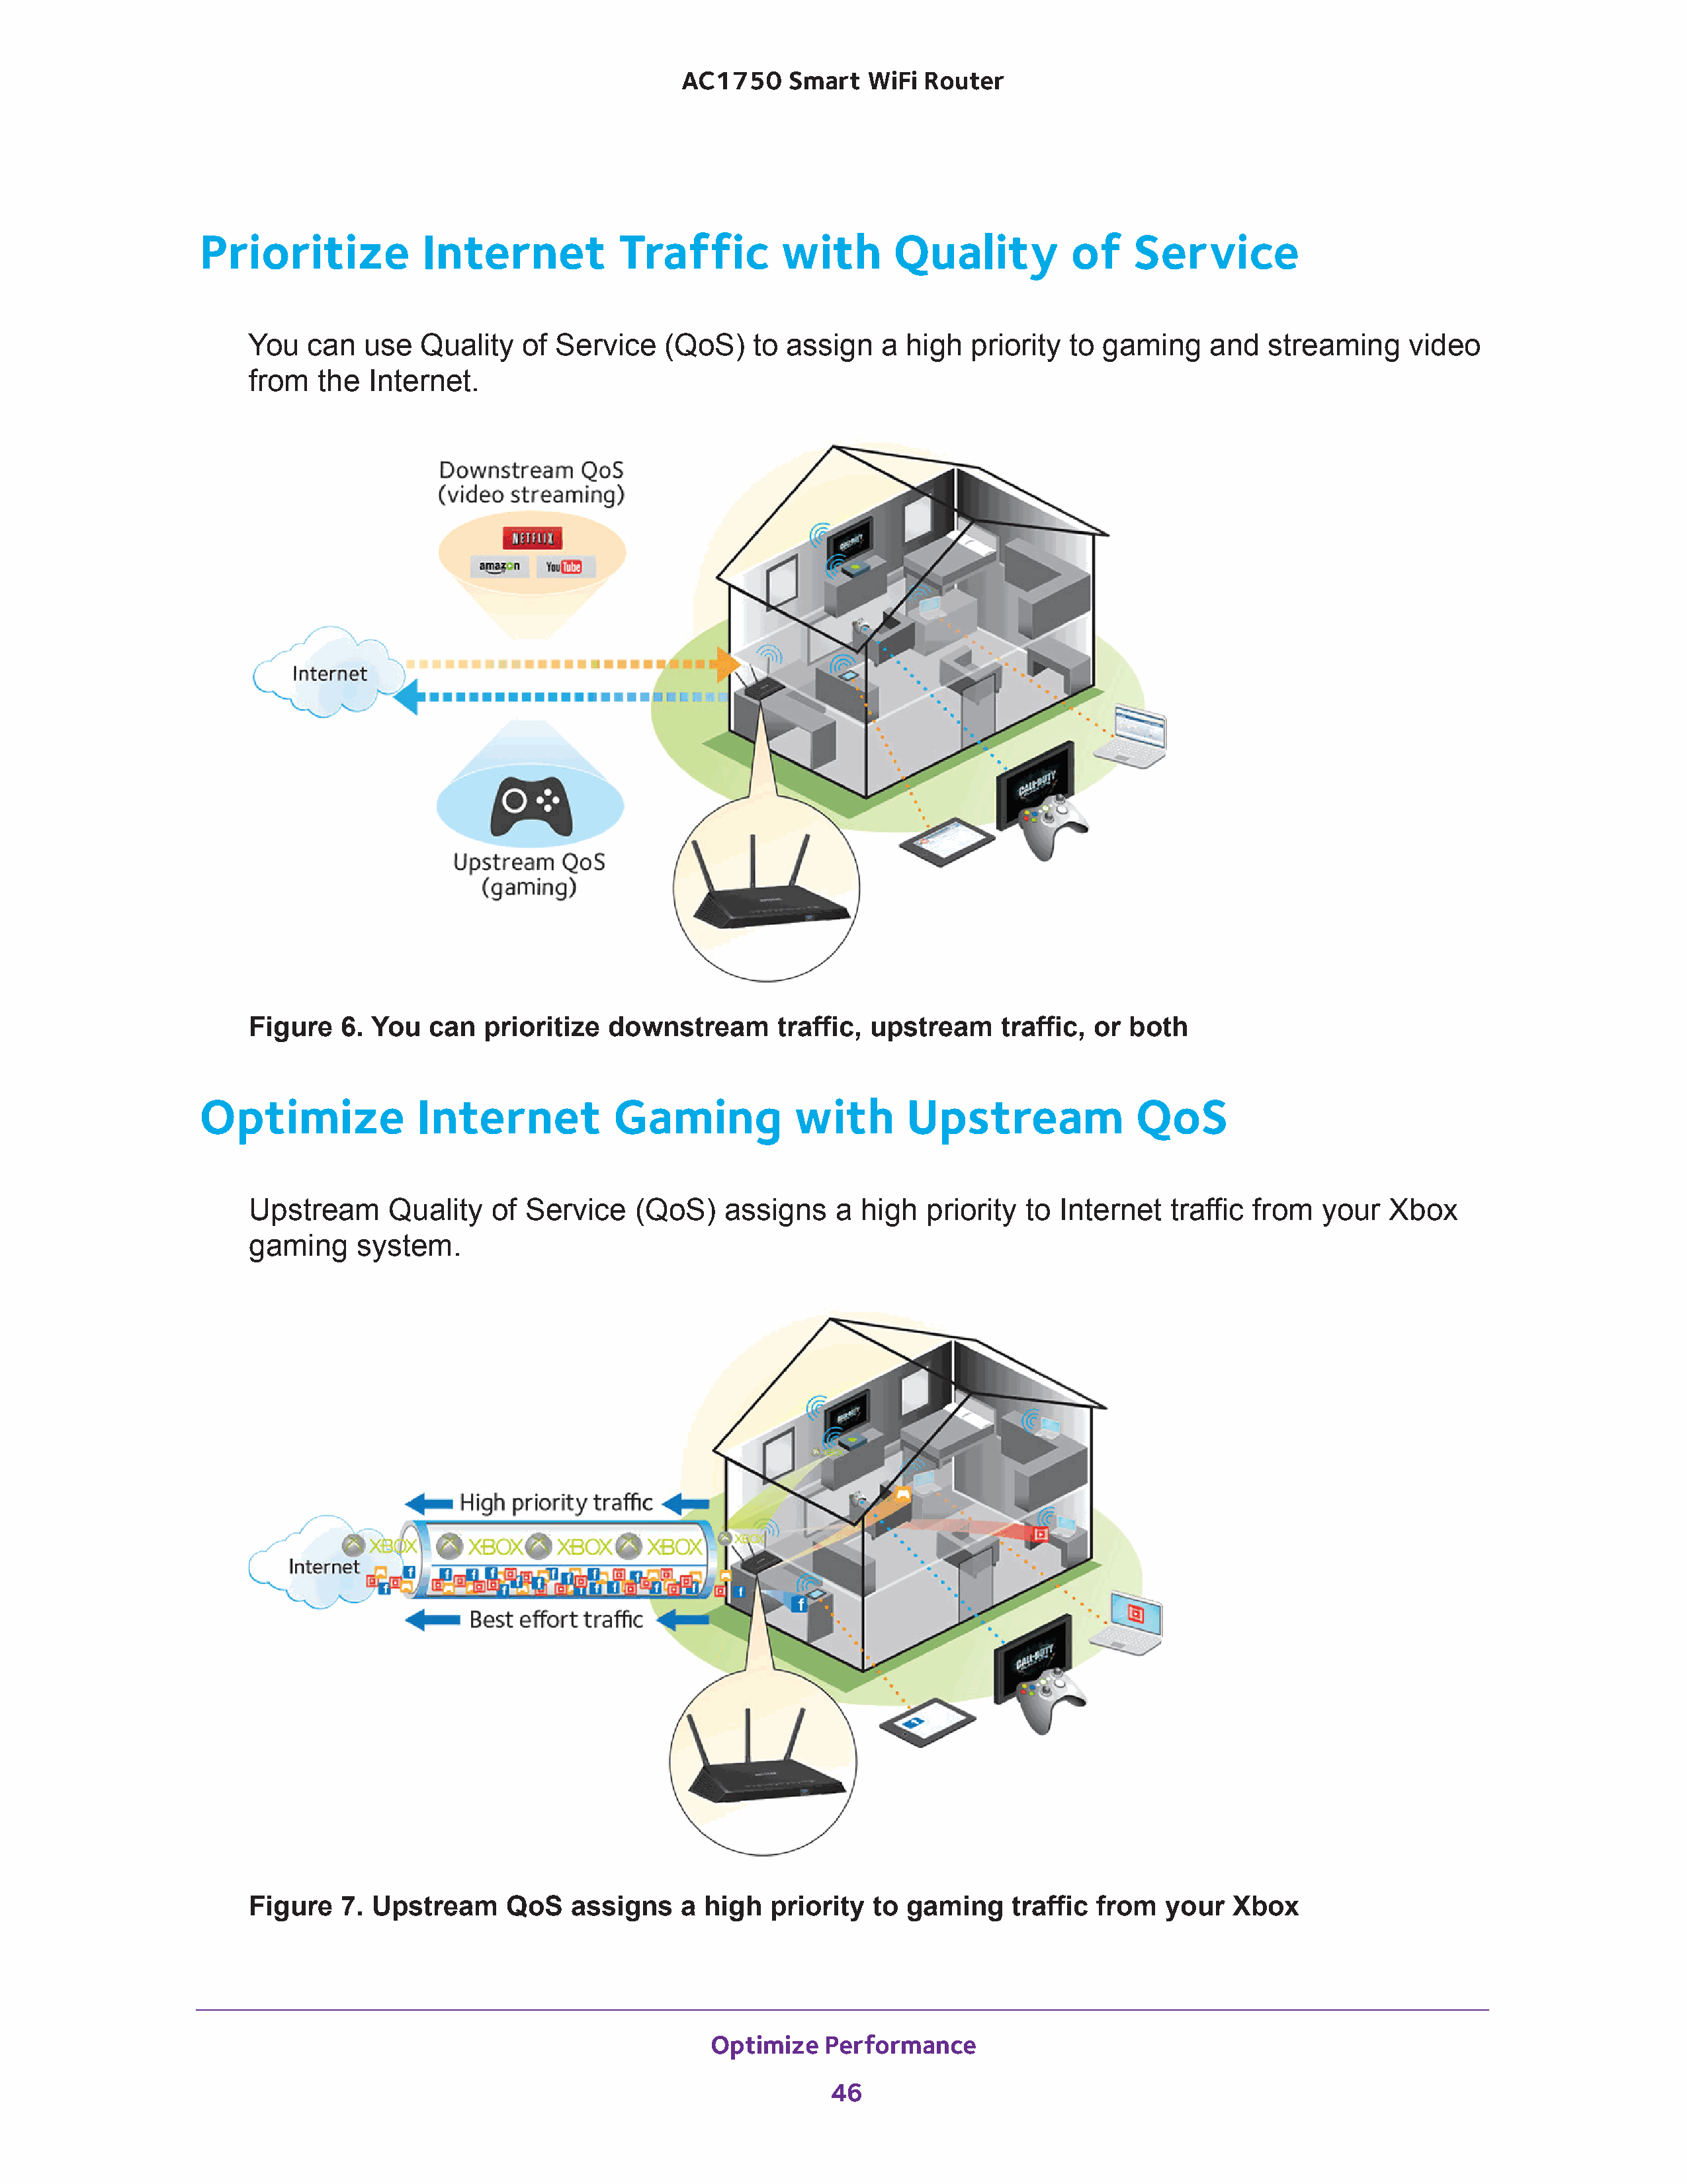 AC1750 Smart WiFi Router
Prioritize Internet Traffic with Quality of Service
You can use Quality of Service (QoS) to assign a high priority to gaming and streaming video
from the Internet.
Downstream QoS
(video streaming)
NETFLIX
amazon YouTube
Internet
CALL DUTY
Upstream QoS
(gaming)
Figure 6. You can prioritize downstream traffic, upstream traffic, or both
Optimize Internet Gaming with Upstream QoS
Upstream Quality of Service (QoS) assigns a high priority to Internet traffic from your Xbox
gaming system.
High priority traffic
XBOX XBOX XBOX XBOX XBOX
Internet
Best effort traffic
CALL DUTY
Figure 7. Upstream QoS assigns a high priority to gaming traffic from your Xbox
Optimize Performance
46